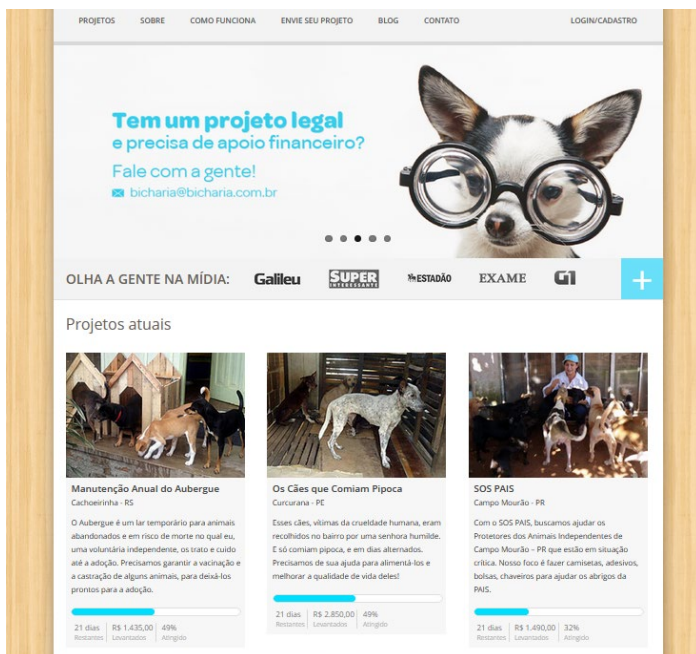 PROJETOS SOBRE COMO FUNCIONA ENVIE SEU PROJETO BLOG CONTATO LOGIN/CADASTRO
Tem um projeto legal
e precisa de apoio financeiro?
Fale com a gente!
bicharia@bicharia.com.br
OLHA A GENTE NA MÍDIA: Galileu SUPER INTERESSANTE ESTADÃO EXAME G1 +
Projetos atuais
Manutenção Anual do Aubergue
Cachoeirinha - RS
O Aubergue é um lar temporário para animais
abandonados e em risco de morte no qual eu,
uma voluntária independente, os trato e cuido
até a adoção. Precisamos garantir a vacinação e
a castração de alguns animais, para deixá-los
prontos para a adoção.
21 dias R$ 1.435,00 49%
Restantes Levantados Atingido
Os Cães que Comiam Pipoca
Curcurana - PE
Esses cães, vítimas da crueldade humana, eram
recolhidos no bairro por uma senhora humilde.
E só comiam pipoca, e em dias alternados.
Precisamos de sua ajuda para alimentá-los e
melhorar a qualidade de vida deles!
21 dias R$ 2.850,00 49%
Restantes Levantados Atingido
SOS PAIS
Campo Mourão - PR
Com o SOS PAIS, buscamos ajudar os
Protetores dos Animais Independentes de
Campo Mourão – PR que estão em situação
crítica. Nosso foco é fazer camisetas, adesivos,
bolsas, chaveiros para ajudar os abrigos da
PAIS.
21 dias R$ 1.490,00 32%
Restantes Levantados Atingido